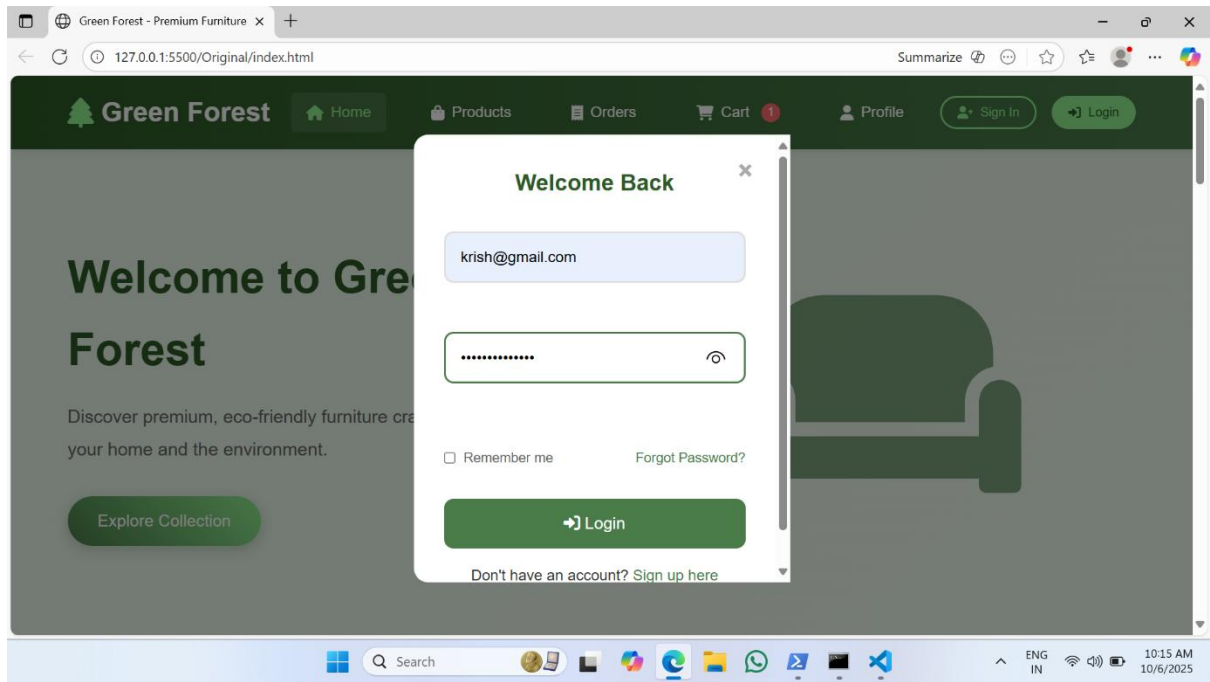 Green Forest - Premium Furniture
127.0.0.1:5500/Original/index.html
Summarize
Green Forest
Home
Products
Orders
Cart 1
Profile
Sign In
Login
Welcome Back
krish@gmail.com
Welcome to Gre
Forest
Discover premium, eco-friendly furniture cra
your home and the environment.
Remember me
Forgot Password?
Explore Collection
Login
Don't have an account? Sign up here
Search
ENG
IN
10:15 AM
10/6/2025